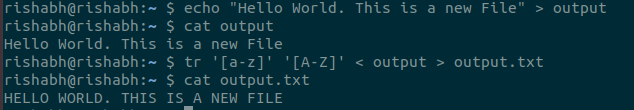 rishabh@rishabh:~$ echo "Hello World. This is a new File" > output
rishabh@rishabh:~$ cat output
Hello World. This is a new File
rishabh@rishabh:~$ tr '[a-z]' '[A-Z]' < output > output.txt
rishabh@rishabh:~$ cat output.txt
HELLO WORLD. THIS IS A NEW FILE